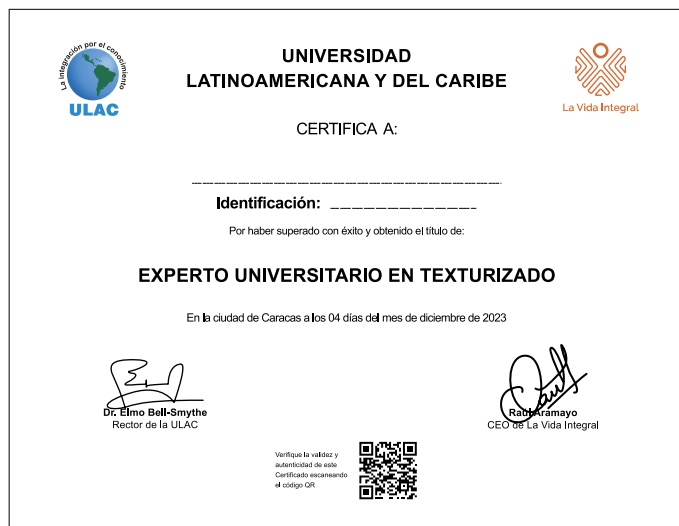 La integración por el conocimiento
ULAC
UNIVERSIDAD
LATINOAMERICANA Y DEL CARIBE
La Vida Integral
CERTIFICA A:
Identificación:
Por haber superado con éxito y obtenido el título de:
EXPERTO UNIVERSITARIO EN TEXTURIZADO
En la ciudad de Caracas a los 04 días del mes de diciembre de 2023
Dr. Elmo Bell-Smythe
Rector de la ULAC
Raúl Aramayo
CEO de La Vida Integral
Verifique la validez y
autenticidad de este
Certificado escaneando
el código QR